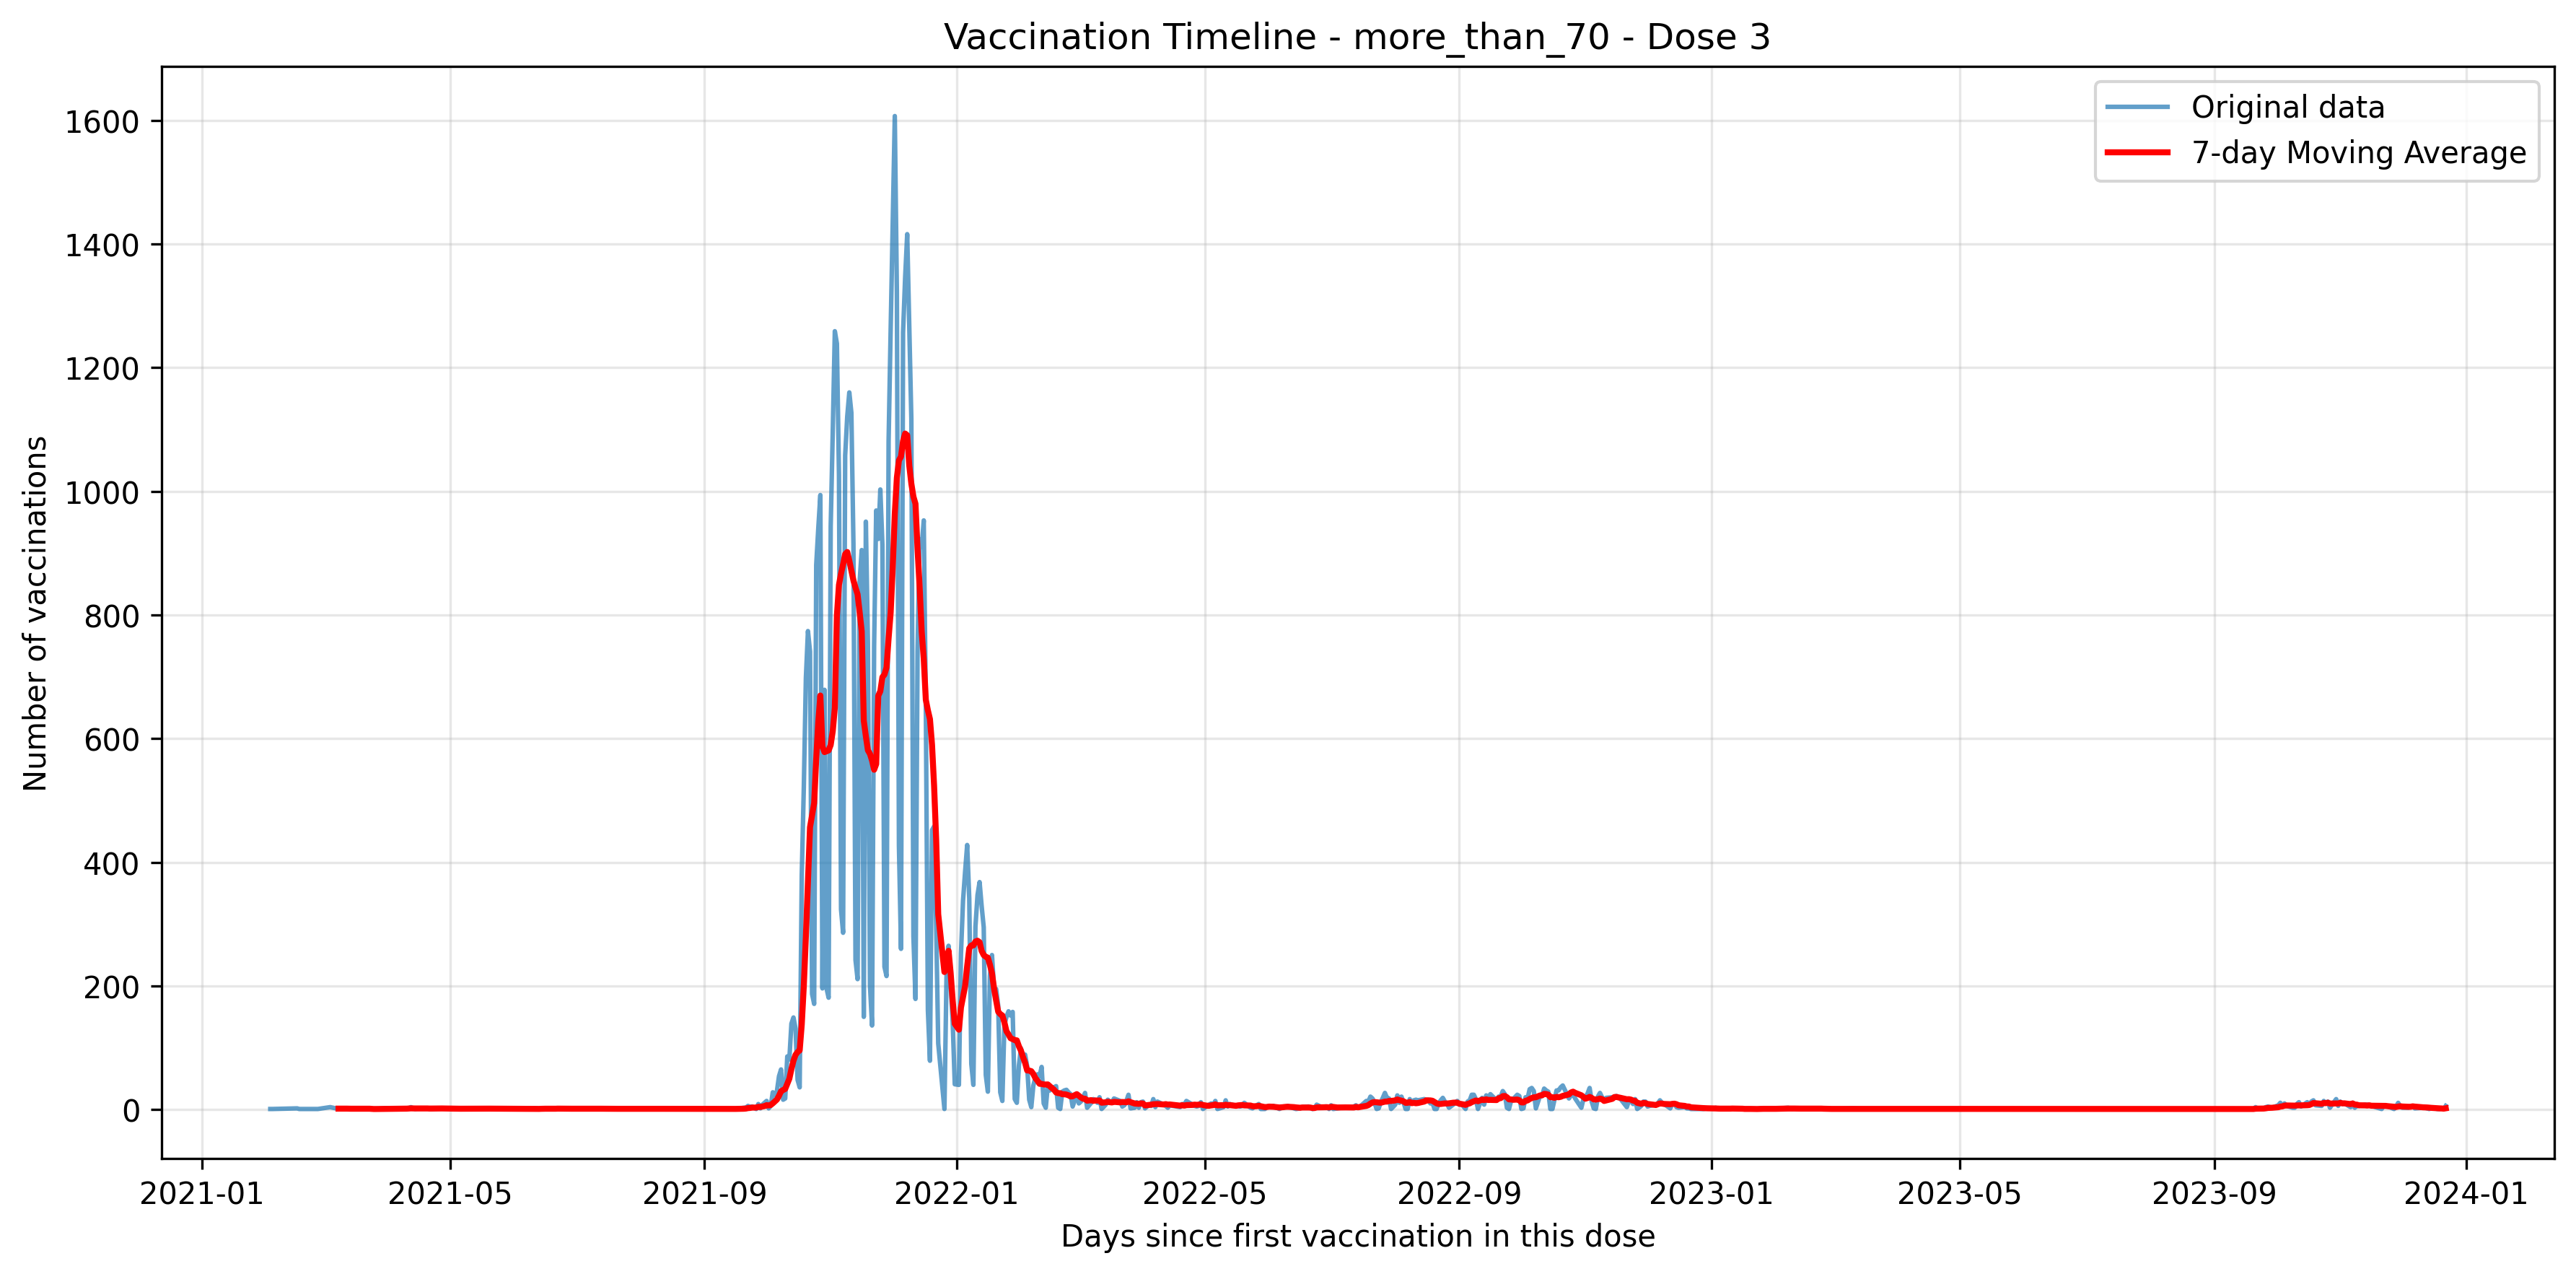 Vaccination Timeline - more_than_70 - Dose 3
Original data
7-day Moving Average
Number of vaccinations
1600
1400
1200
1000
800
600
400
200
0
2021-01 2021-05 2021-09 2022-01 2022-05 2022-09 2023-01 2023-05 2023-09 2024-01
Days since first vaccination in this dose